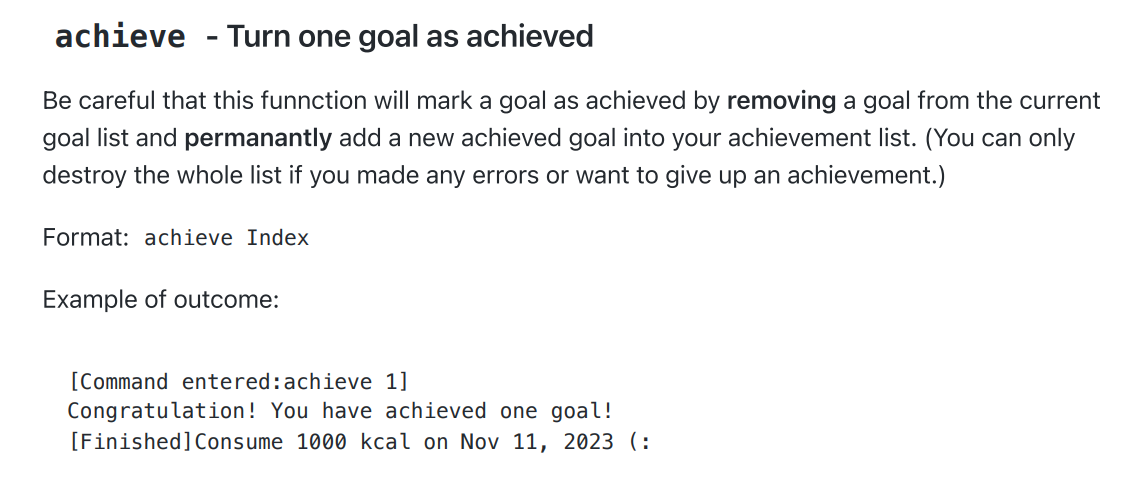 achieve - Turn one goal as achieved
Be careful that this funnction will mark a goal as achieved by removing a goal from the current
goal list and permanantly add a new achieved goal into your achievement list. (You can only
destroy the whole list if you made any errors or want to give up an achievement.)
Format: achieve Index
Example of outcome:
[Command entered:achieve 1]
Congratulation! You have achieved one goal!
[Finished]Consume 1000 kcal on Nov 11, 2023 (: